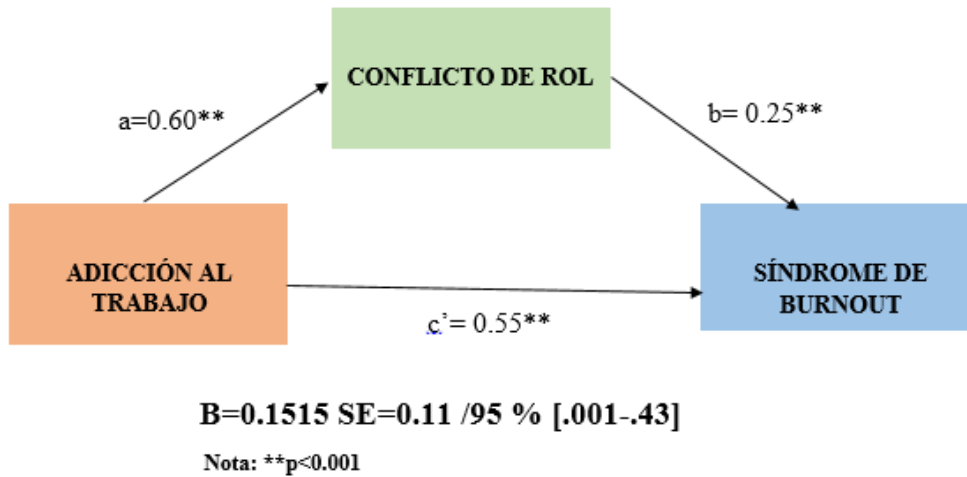 CONFLICTO DE ROL
a=0.60**
b= 0.25**
ADICCIÓN AL
TRABAJO
SÍNDROME DE
BURNOUT
c’= 0.55**
B=0.1515 SE=0.11 /95 % [.001-.43]
Nota: **p<0.001